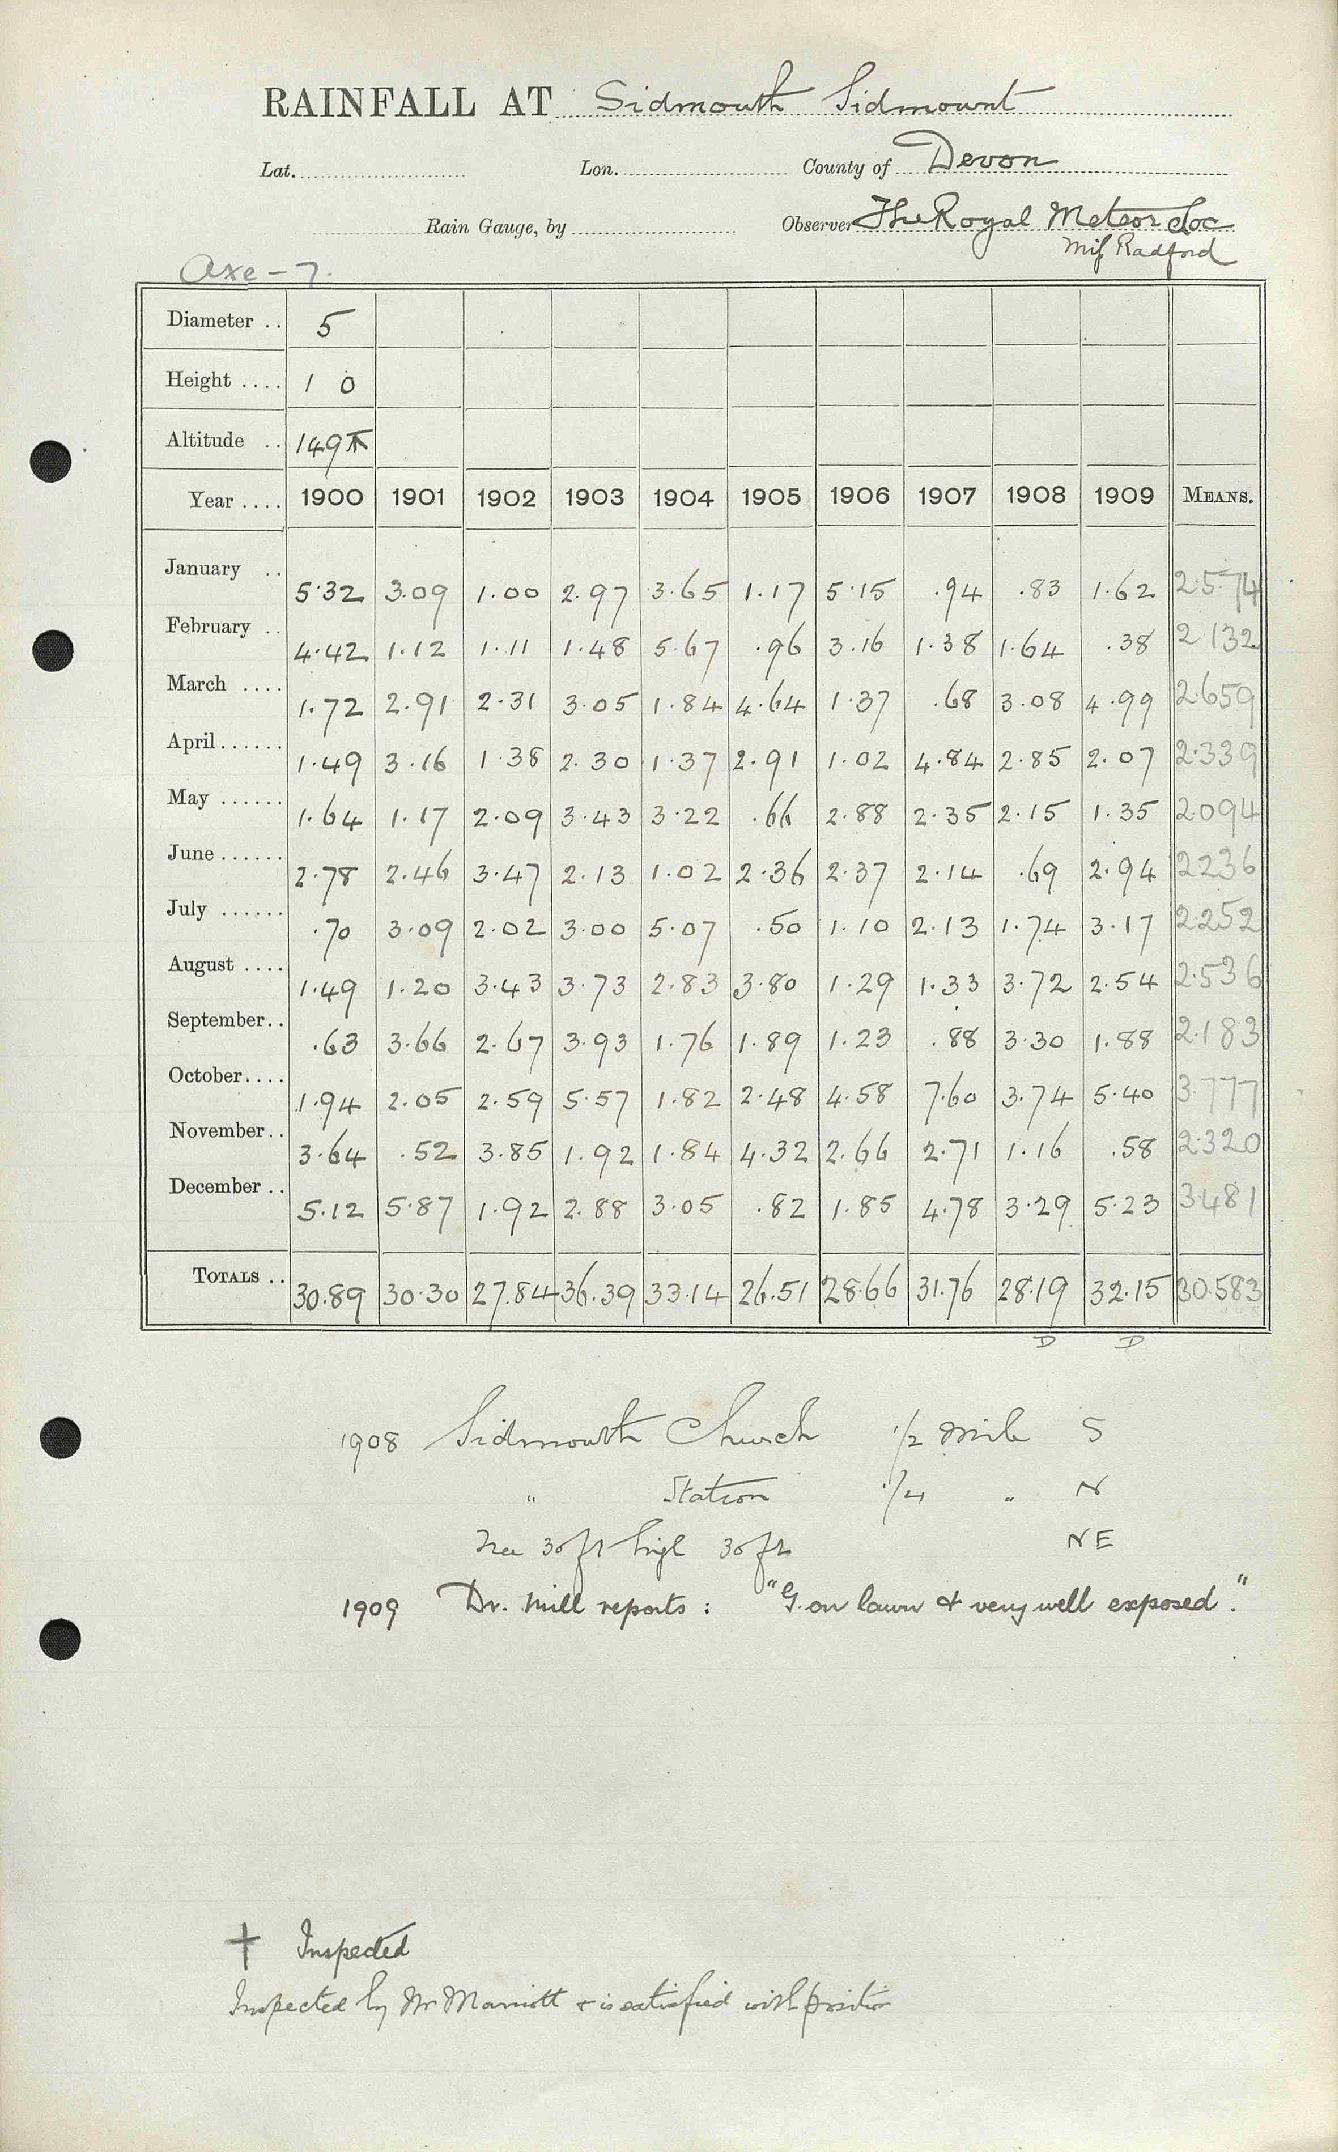 RAINFALL AT Sidmouth Sidmount
Lat. Lon. County of Devon
Rain Gauge, by Observer The Royal Meteor Soc
Miss Radford
Axe - 7.
Diameter .. 5
Height .... 1 0
Altitude .. 149
Year .... 1900 1901 1902 1903 1904 1905 1906 1907 1908 1909 MEANS.
January .. 5.32 3.09 1.00 2.97 3.65 1.17 5.15 .94 .83 1.62 2.574
February .. 4.42 1.12 1.11 1.48 5.67 .96 3.16 1.38 1.64 .38 2.132
March .... 1.72 2.91 2.31 3.05 1.84 4.64 1.37 .68 3.08 4.99 2.659
April...... 1.49 3.16 1.38 2.30 1.37 2.91 1.02 4.84 2.85 2.07 2.339
May ...... 1.64 1.17 2.09 3.43 3.22 .66 2.88 2.35 2.15 1.35 2.094
June ...... 2.78 2.46 3.47 2.13 1.02 2.36 2.37 2.14 .69 2.94 2236
July ...... .70 3.09 2.02 3.00 5.07 .50 1.10 2.13 1.74 3.17 2.252
August .... 1.49 1.20 3.43 3.73 2.83 3.80 1.29 1.33 3.72 2.54 2.536
September.. .63 3.66 2.67 3.93 1.76 1.89 1.23 .88 3.30 1.88 2.183
October.... 1.94 2.05 2.59 5.57 1.82 2.48 4.58 7.60 3.74 5.40 3.777
November.. 3.64 .52 3.85 1.92 1.84 4.32 2.66 2.71 1.16 .58 2.320
December .. 5.12 5.87 1.92 2.88 3.05 .82 1.85 4.78 3.29 5.23 3.481
TOTALS .. 30.89 30.30 27.84 36.39 33.14 26.51 28.66 31.76 28.19 32.15 30.583
D D
1908 Sidmouth Church 1/2 mile S
" Station 1/4 " N
Tree 30 ft high 30 ft NE
1909 Dr. Mill reports : "G. on lawn & very well exposed."
† Inspected
Inspected by Mr Marriott & is satisfied with position